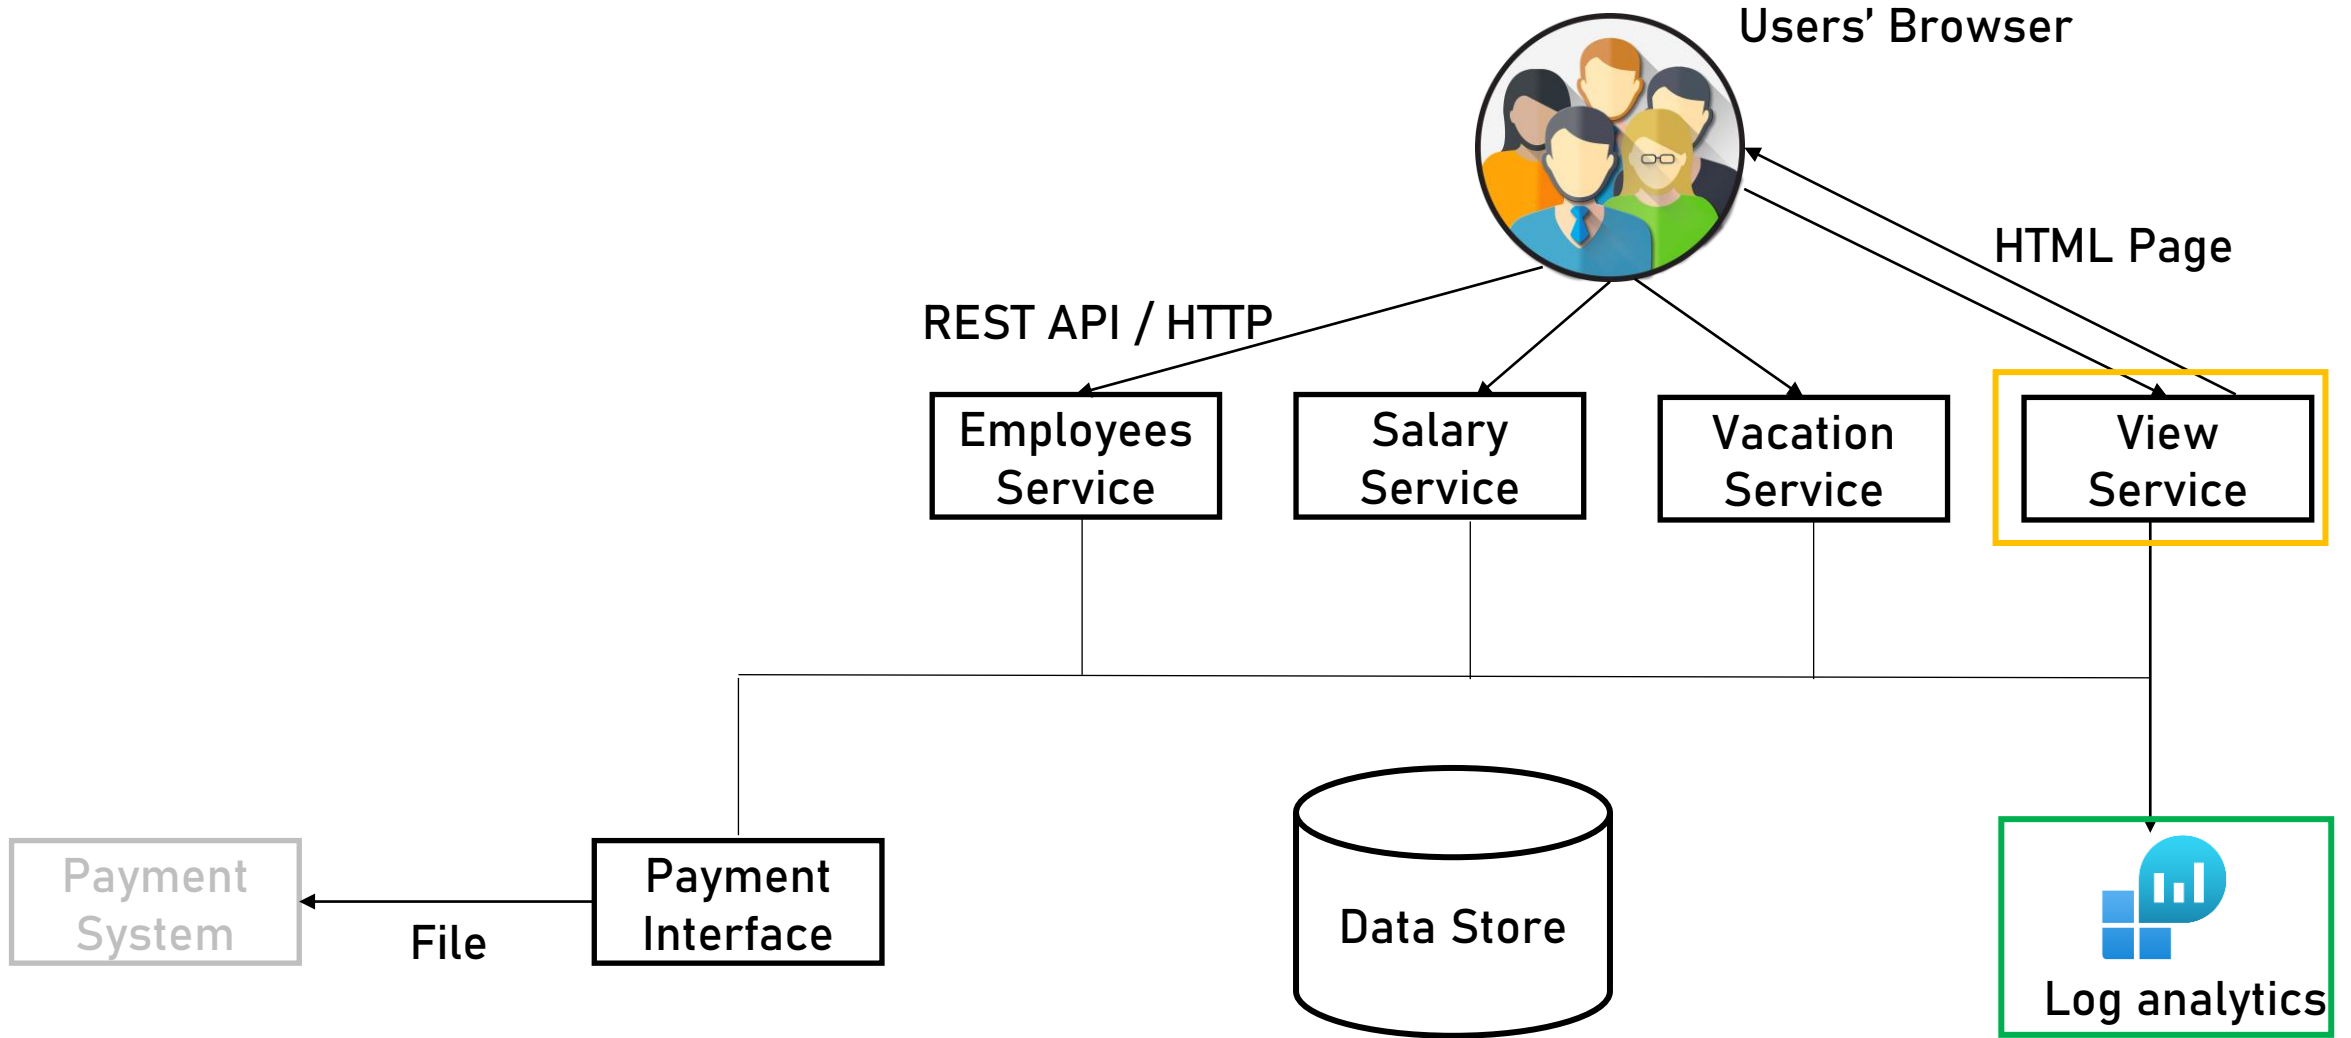 Users’ Browser
HTML Page
REST API / HTTP
Employees
Service
Salary
Service
Vacation
Service
View
Service
Payment
System
File
Payment
Interface
Data Store
Log analytics